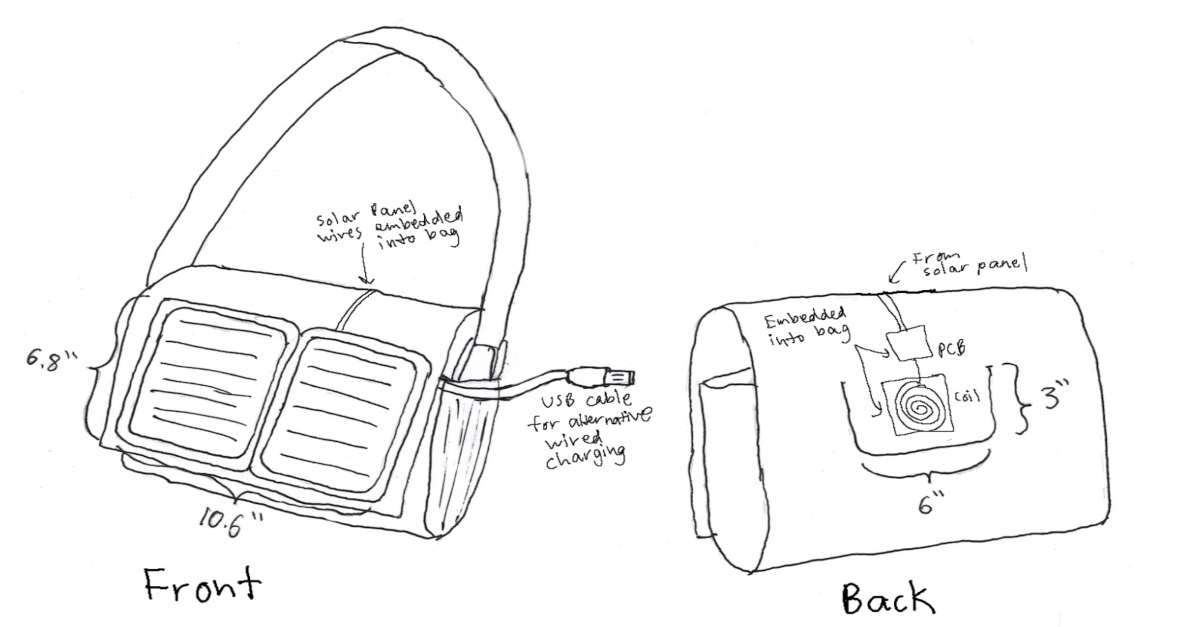 Solar Panel
wires embedded
into bag
6.8"
USB cable
for alternative
wired
charging
10.6"
Front
From
solar panel
Embedded
into bag
PCB
coil
3"
6"
Back